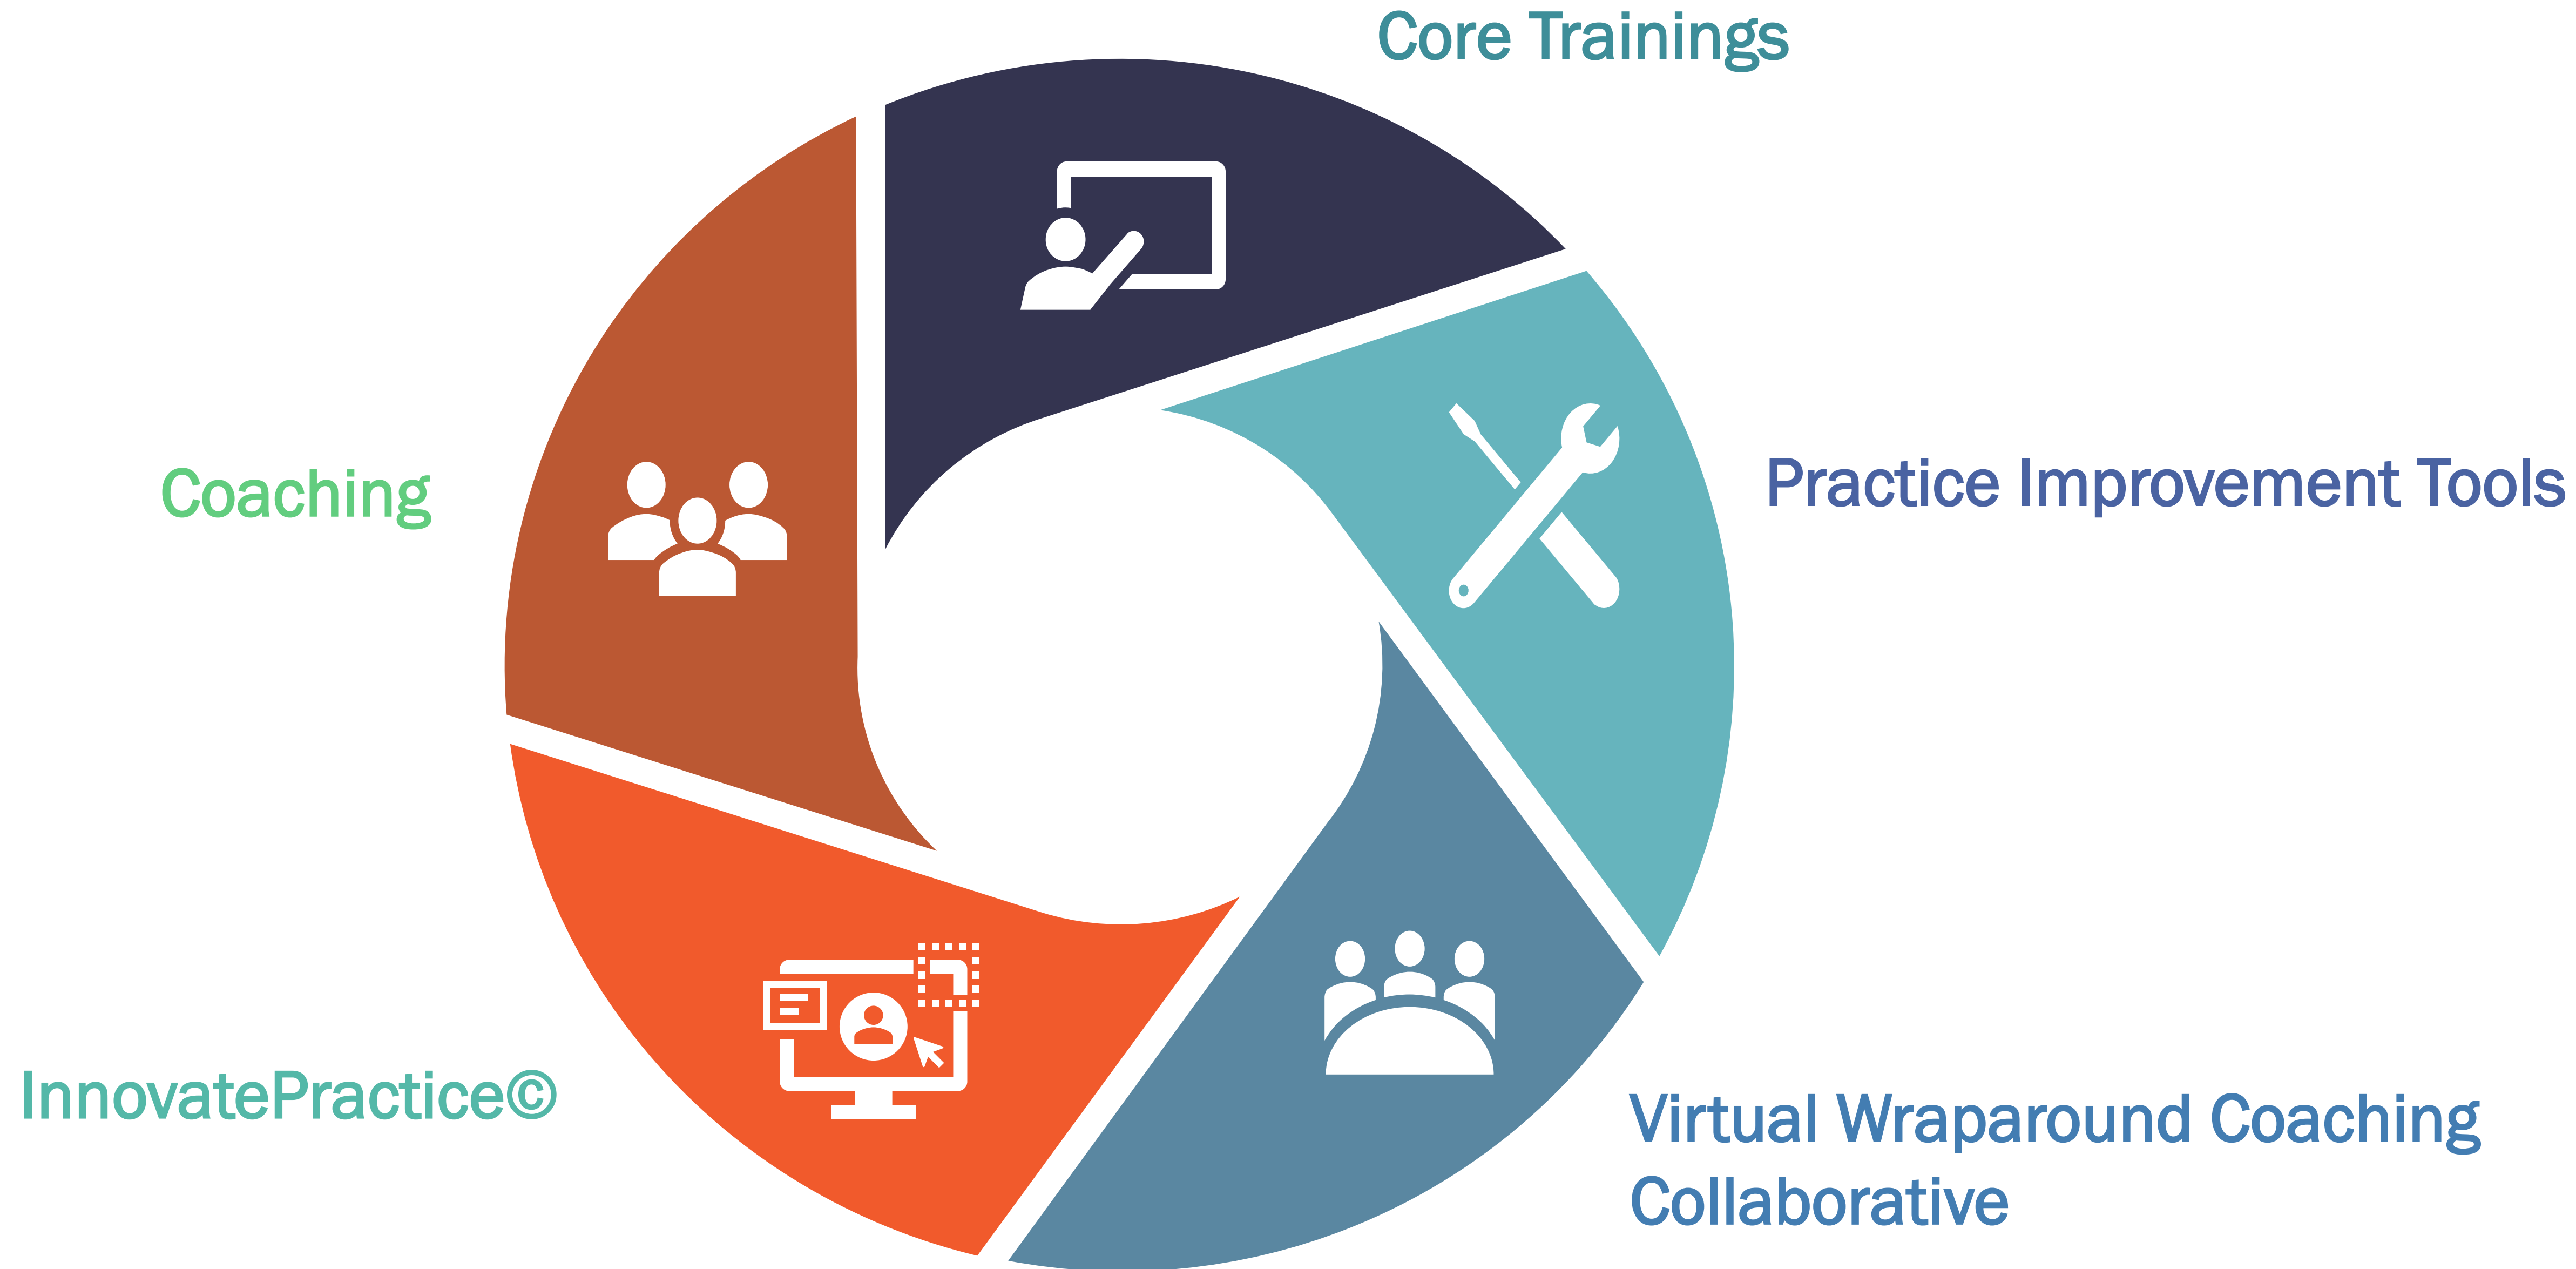 Core Trainings
Practice Improvement Tools
Virtual Wraparound Coaching
Collaborative
InnovatePractice©
Coaching